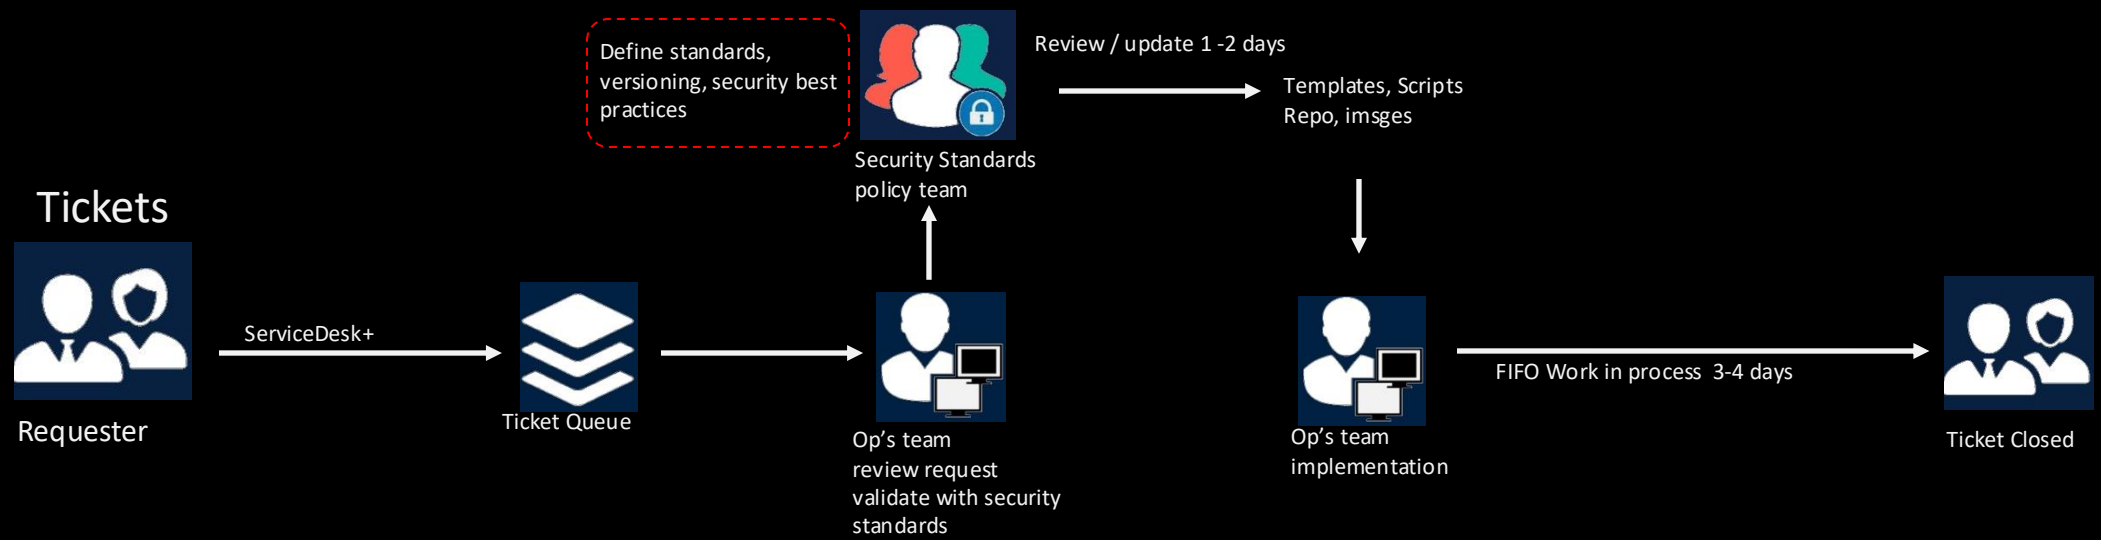 Define standards,
versioning, security best
practices
Review / update 1 -2 days
Templates, Scripts
Repo, imsges
Security Standards
policy team
Tickets
ServiceDesk+
Requester
Ticket Queue
Op’s team
review request
validate with security
standards
Op’s team
implementation
FIFO Work in process 3-4 days
Ticket Closed